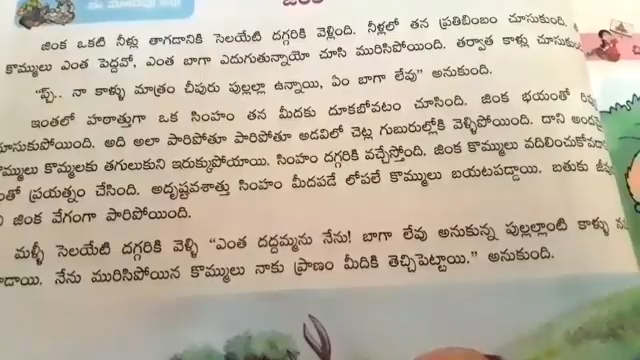 జింక
జింక ఒకటి నీళ్లు తాగడానికి సెలయేటి దగ్గరికి వెళ్లింది. నీళ్లలో తన ప్రతిబింబం చూసుకుంది.
కొమ్ములు ఎంత పెద్దవో, ఎంత బాగా ఎదుగుతున్నాయో చూసి మురిసిపోయింది. తర్వాత కాళ్లు
"ప్చ్.. నా కాళ్ళు మాత్రం చీపురు పుల్లల్లా ఉన్నాయి, ఏం బాగా లేవు" అనుకుంది.
ఇంతలో హఠాత్తుగా ఒక సింహం తన మీదకు దూకబోవటం చూసింది. జింక భయంతో
చూసుకుపోయింది. అది అలా పారిపోతూ పారిపోతూ అడవిలో చెట్ల గుబురుల్లోకి వెళ్ళిపోయింది. దాని
కొమ్ములు కొమ్మలకు తగులుకుని ఇరుక్కుపోయాయి. సింహం దగ్గరికి వచ్చేస్తోంది. జింక కొమ్ములు
ప్రయత్నం చేసింది. అదృష్టవశాత్తు సింహం మీదపడే లోపలే కొమ్ములు బయటపడ్డాయి. బతుకు
జింక వేగంగా పారిపోయింది.
మళ్ళీ సెలయేటి దగ్గరికి వెళ్ళి "ఎంత దద్దమ్మను నేను! బాగా లేవు అనుకున్న పుల్లల్లాంటి కాళ్ళు
నేను మురిసిపోయిన కొమ్ములు నాకు ప్రాణం మీదికి తెచ్చిపెట్టాయి." అనుకుంది.